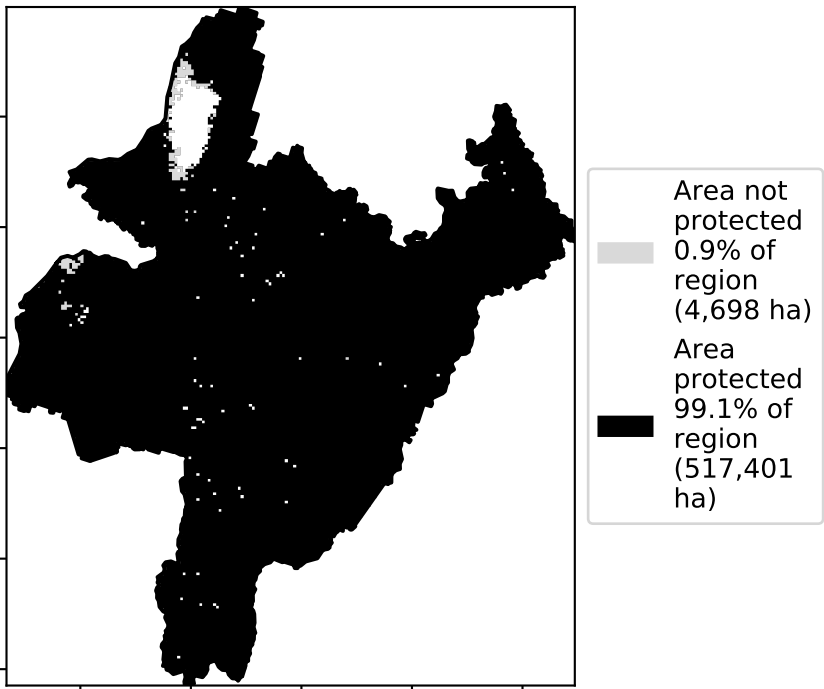 Area not
protected
0.9% of
region
(4,698 ha)
Area
protected
99.1% of
region
(517,401
ha)